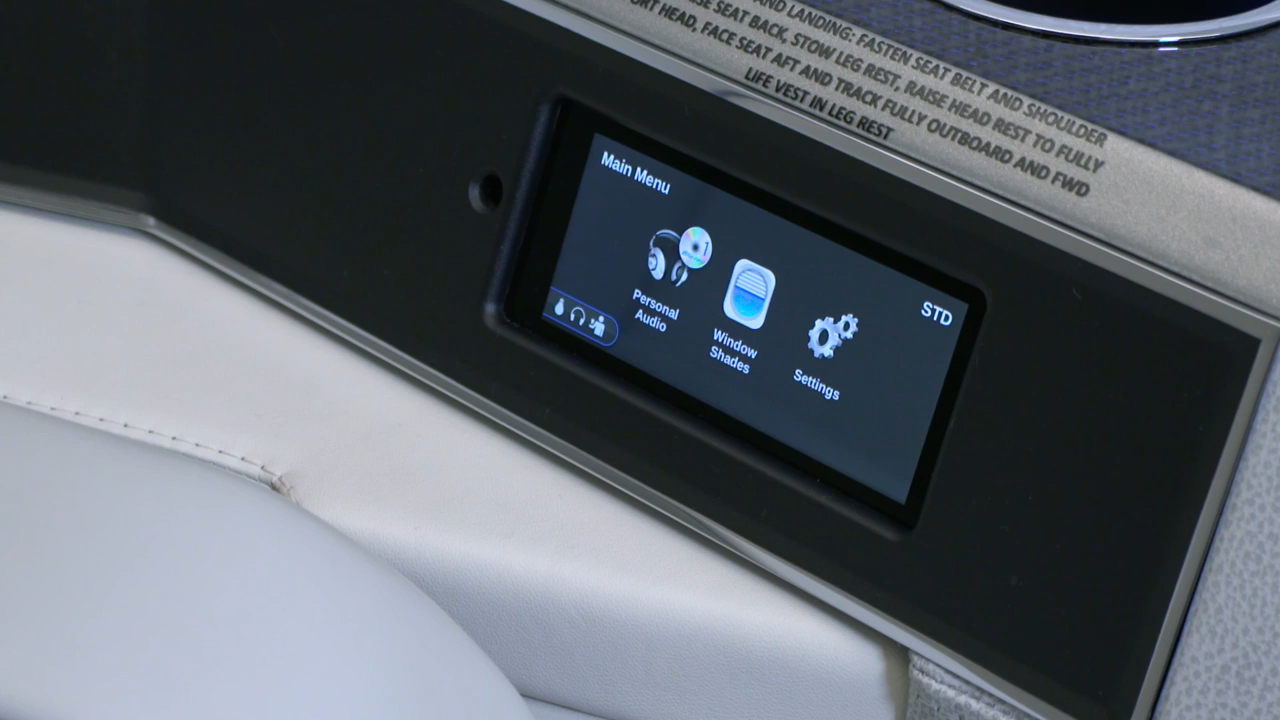 AND LANDING: FASTEN SEAT BELT AND SHOULDER
SEAT BACK, STOW LEG REST, RAISE HEAD REST TO FULLY
HEAD, FACE SEAT AFT AND TRACK FULLY OUTBOARD AND FWD
LIFE VEST IN LEG REST
Main Menu
STD
1
Personal
Audio
Window
Shades
Settings